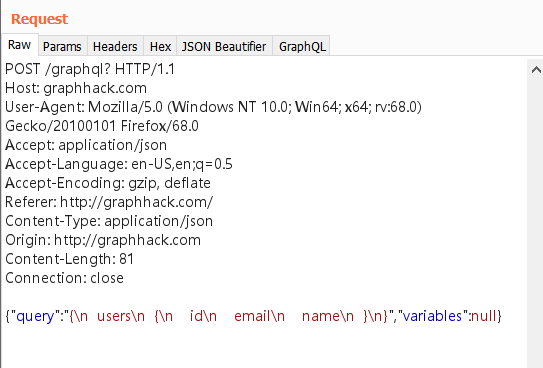 Request
Raw Params Headers Hex JSON Beautifier GraphQL
POST /graphql? HTTP/1.1
Host: graphhack.com
User-Agent: Mozilla/5.0 (Windows NT 10.0; Win64; x64; rv:68.0)
Gecko/20100101 Firefox/68.0
Accept: application/json
Accept-Language: en-US,en;q=0.5
Accept-Encoding: gzip, deflate
Referer: http://graphhack.com/
Content-Type: application/json
Origin: http://graphhack.com
Content-Length: 81
Connection: close

{"query":"{\n  users\n  {\n    id\n    email\n    name\n  }\n}","variables":null}